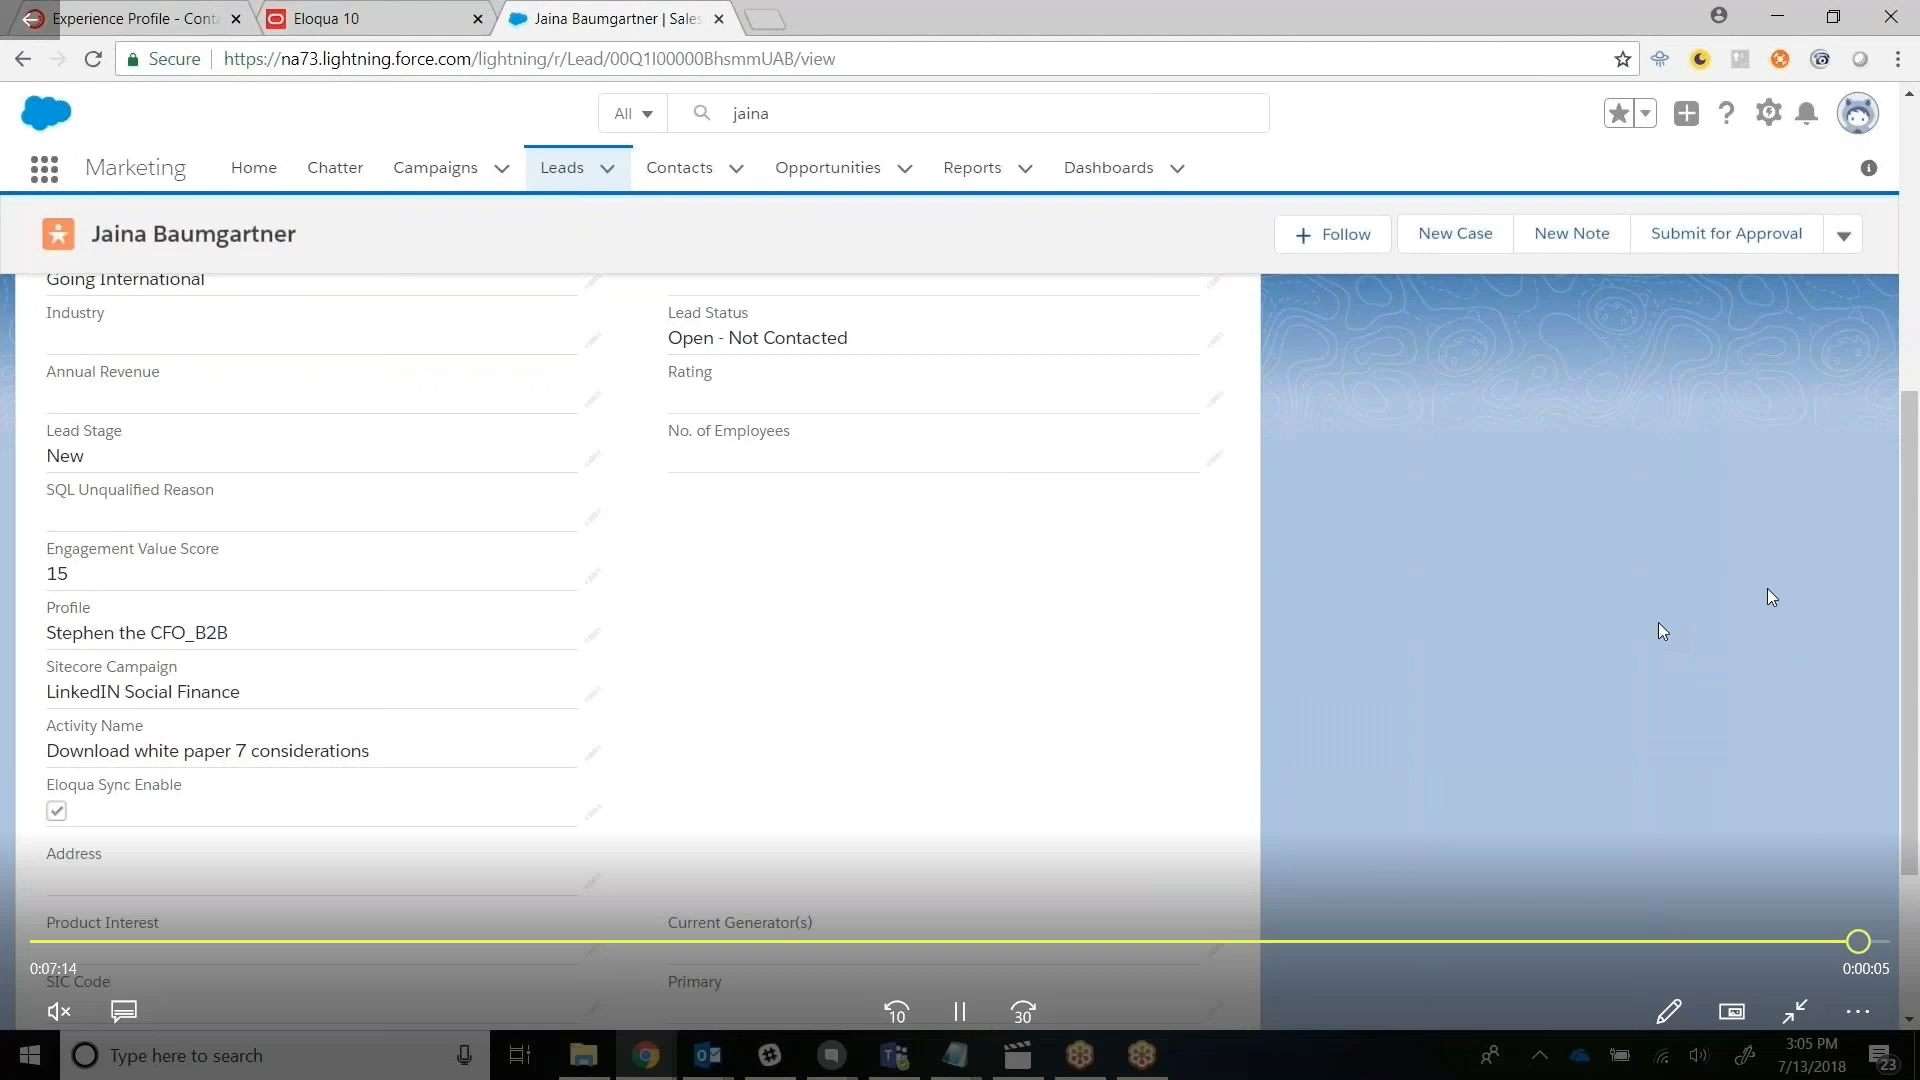 Experience Profile - Conta
Eloqua 10
Jaina Baumgartner | Sales
Secure
https://na73.lightning.force.com/lightning/r/Lead/00Q1I00000BhsmmUAB/view
All
jaina
Marketing
Home
Chatter
Campaigns
Leads
Contacts
Opportunities
Reports
Dashboards
Jaina Baumgartner
Follow
New Case
New Note
Submit for Approval
Going International
Industry
Lead Status
Open - Not Contacted
Annual Revenue
Rating
Lead Stage
New
No. of Employees
SQL Unqualified Reason
Engagement Value Score
15
Profile
Stephen the CFO_B2B
Sitecore Campaign
LinkedIN Social Finance
Activity Name
Download white paper 7 considerations
Eloqua Sync Enable
Address
Product Interest
Current Generator(s)
0:07:14
0:00:05
SIC Code
Primary
10
30
Type here to search
3:05 PM
7/13/2018
23